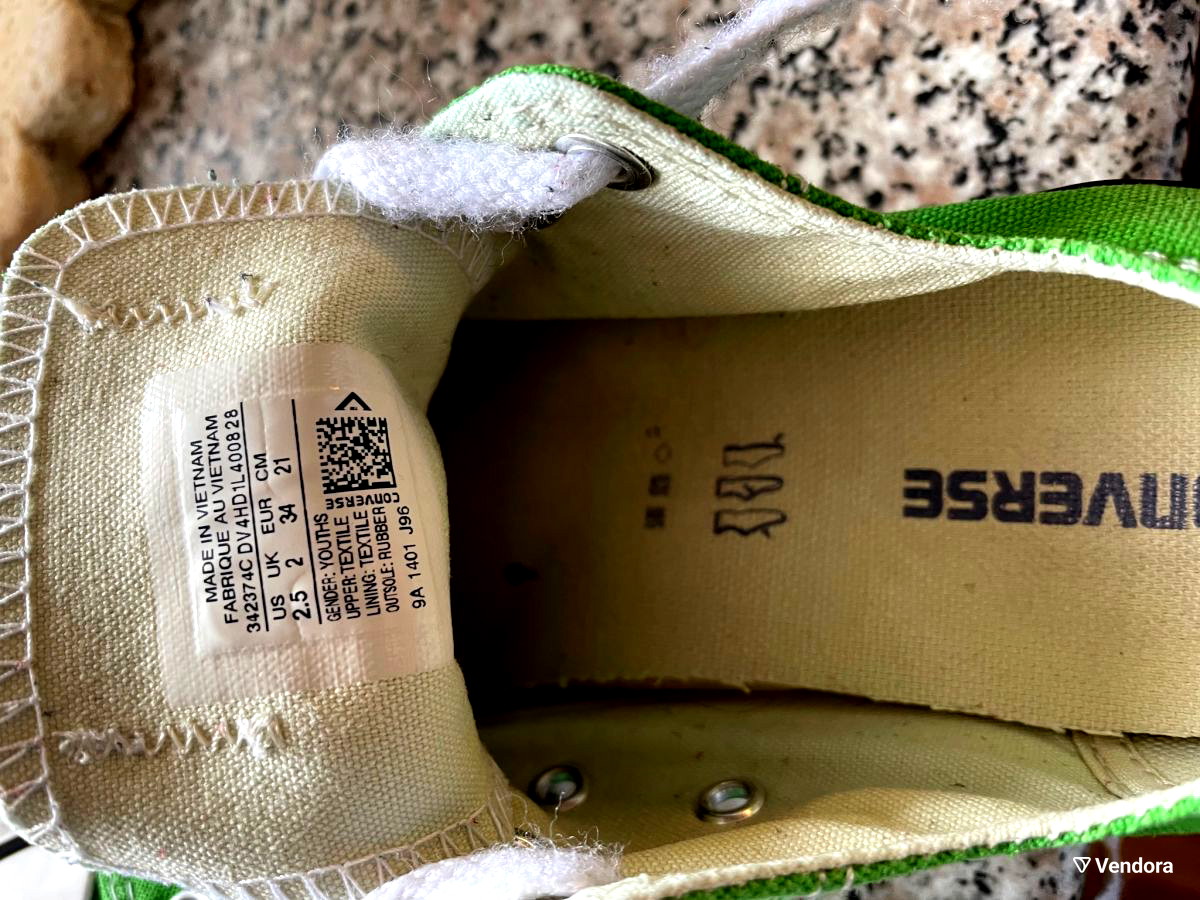 MADE IN VIETNAM
FABRIQUE AU VIETNAM
342374C DV4HD1L400828
US UK EUR CM
2.5 2 34 21
GENDER: YOUTHS
UPPER: TEXTILE
LINING: TEXTILE
OUTSOLE: RUBBER
CONVERSE
9A 1401 J96
NVERSE
Vendora